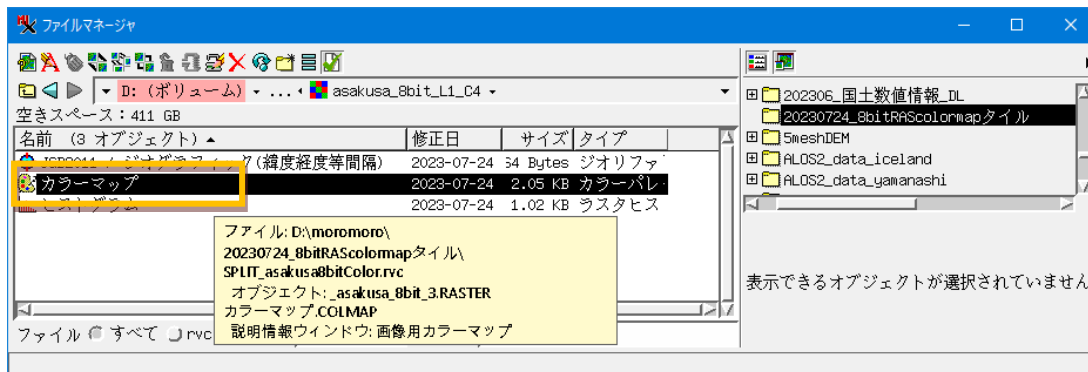 ファイルマネージャ
D: (ボリューム) ... asakusa_8bit_L1_C4
空きスペース：411 GB
名前 (3 オブジェクト) 修正日 サイズ タイプ
(緯度経度等間隔) 2023-07-24 54 Bytes ジオリファ
カラーマップ 2023-07-24 2.05 KB カラーパレ
ヒストグラム 2023-07-24 1.02 KB ラスタヒス
ファイル: D:\moromoro\
20230724_8bitRAScolormapタイル\
SPLIT_asakusa8bitColor.rvc
オブジェクト: _asakusa_8bit_3.RASTER
カラーマップ.COLMAP
説明情報ウィンドウ: 画像用カラーマップ
ファイル すべて rvc
202306_国土数値情報_DL
20230724_8bitRAScolormapタイル
5meshDEM
ALOS2_data_iceland
ALOS2_data_yamanashi
表示できるオブジェクトが選択されていません